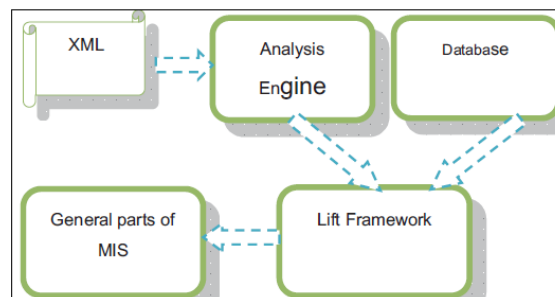 XML
Analysis
Engine
Database
General parts of
MIS
Lift Framework